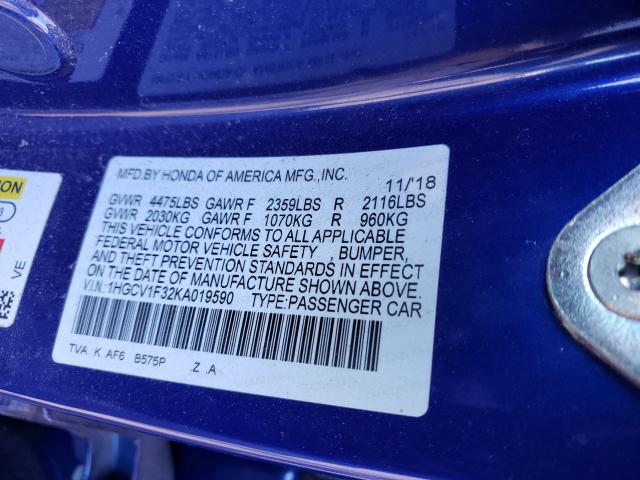 MFD.BY HONDA OF AMERICA MFG.,INC. 11/'18
GVWR 4475LBS GAWR F 2359LBS R 2116LBS
GVWR 2030KG GAWR F 1070KG R 960KG
THIS VEHICLE CONFORMS TO ALL APPLICABLE
FEDERAL MOTOR VEHICLE SAFETY , BUMPER,
AND THEFT PREVENTION STANDARDS IN EFFECT
ON THE DATE OF MANUFACTURE SHOWN ABOVE.
V.I.N.:1HGCV1F32KA019590 TYPE:PASSENGER CAR
TVA K AF6 B575P Z .A
VE